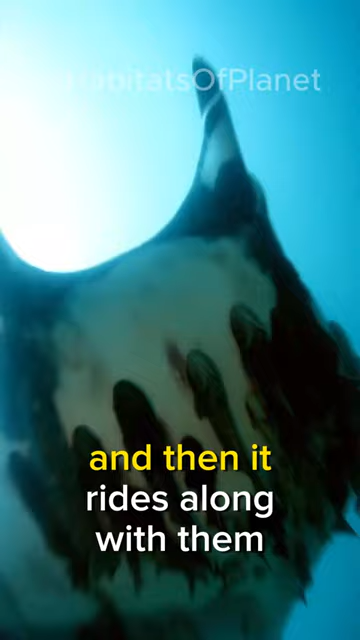 HabitatsOfPlanet
and then it
rides along
with them